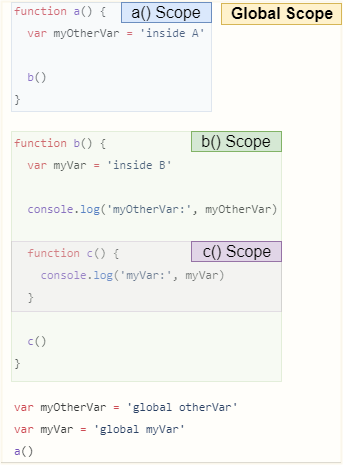 function a() {
a() Scope
Global Scope
var myOtherVar = 'inside A'
b()
}
function b() {
b() Scope
var myVar = 'inside B'
console.log('myOtherVar:', myOtherVar)
function c() {
c() Scope
console.log('myVar:', myVar)
}
c()
}
var myOtherVar = 'global otherVar'
var myVar = 'global myVar'
a()